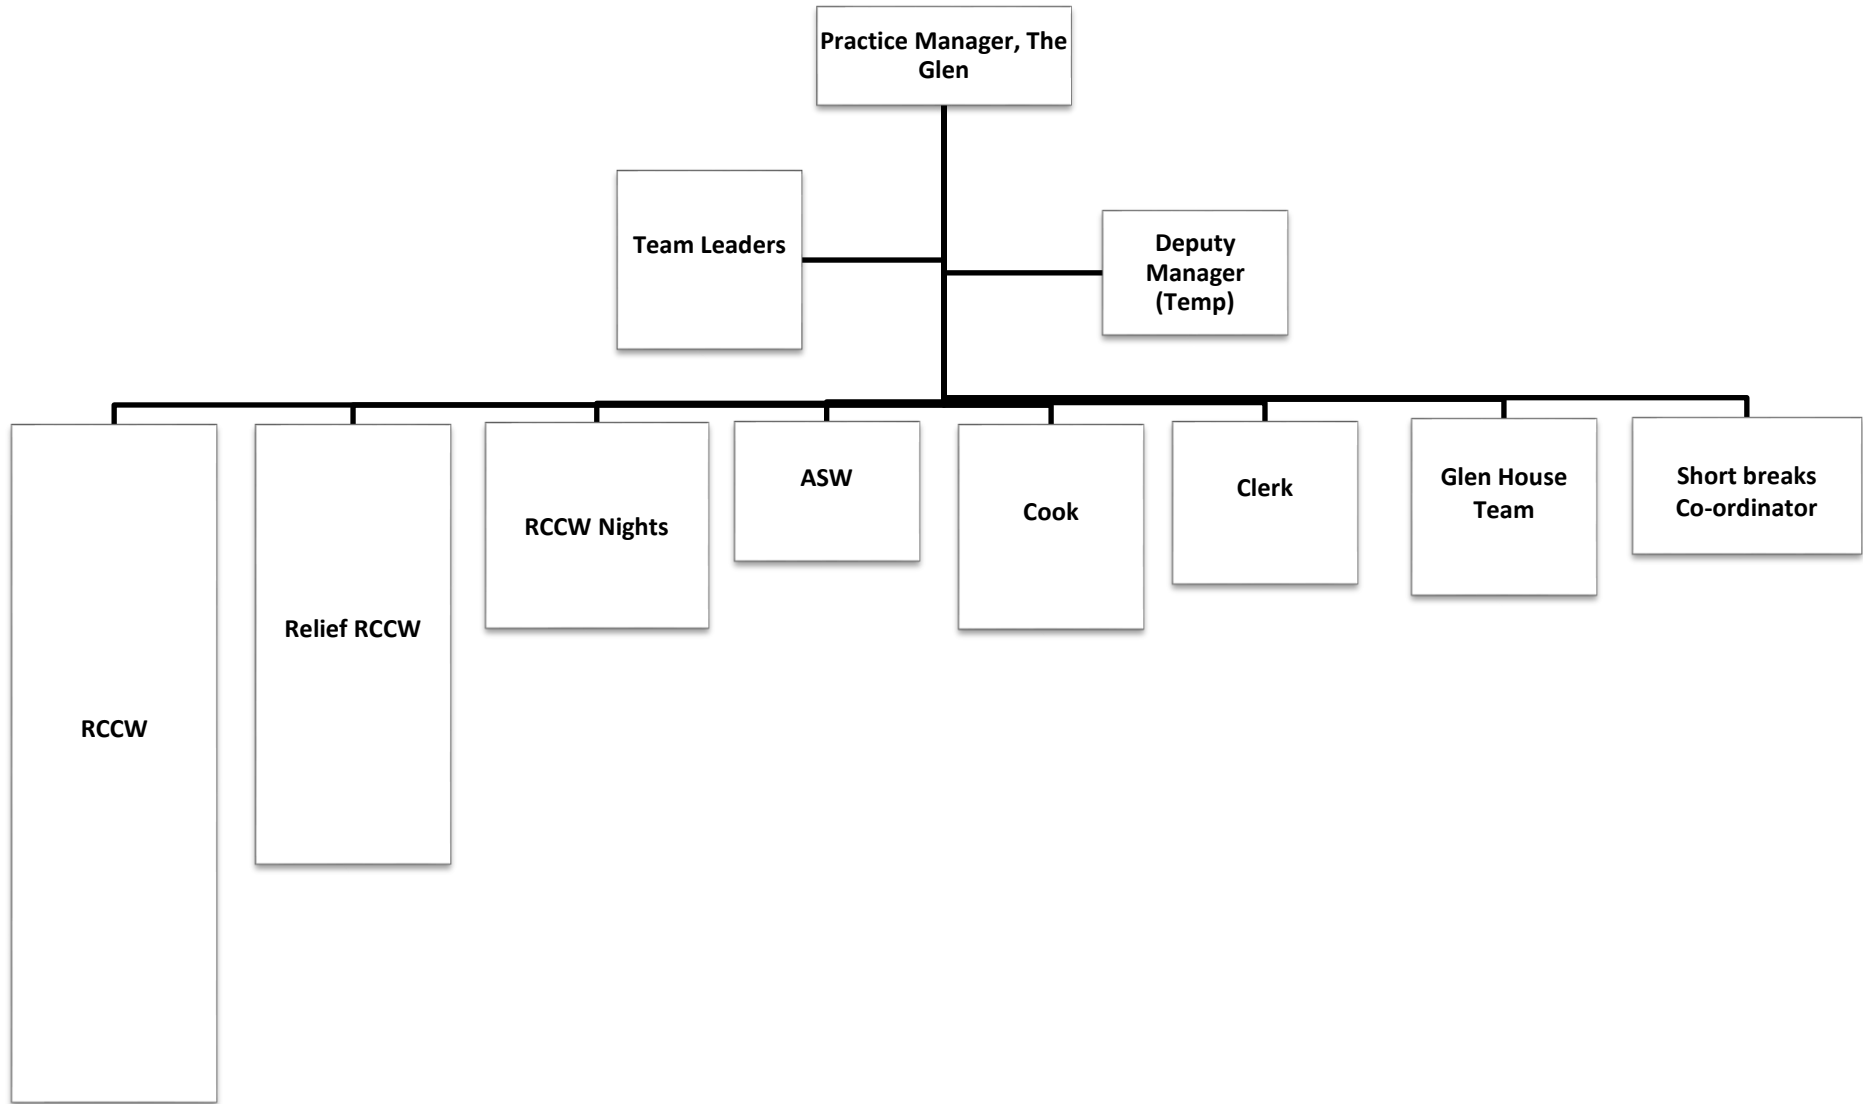 Practice Manager, The
Glen
Team Leaders
Deputy
Manager
(Temp)
RCCW
Relief RCCW
RCCW Nights
ASW
Cook
Clerk
Glen House
Team
Short breaks
Co-ordinator